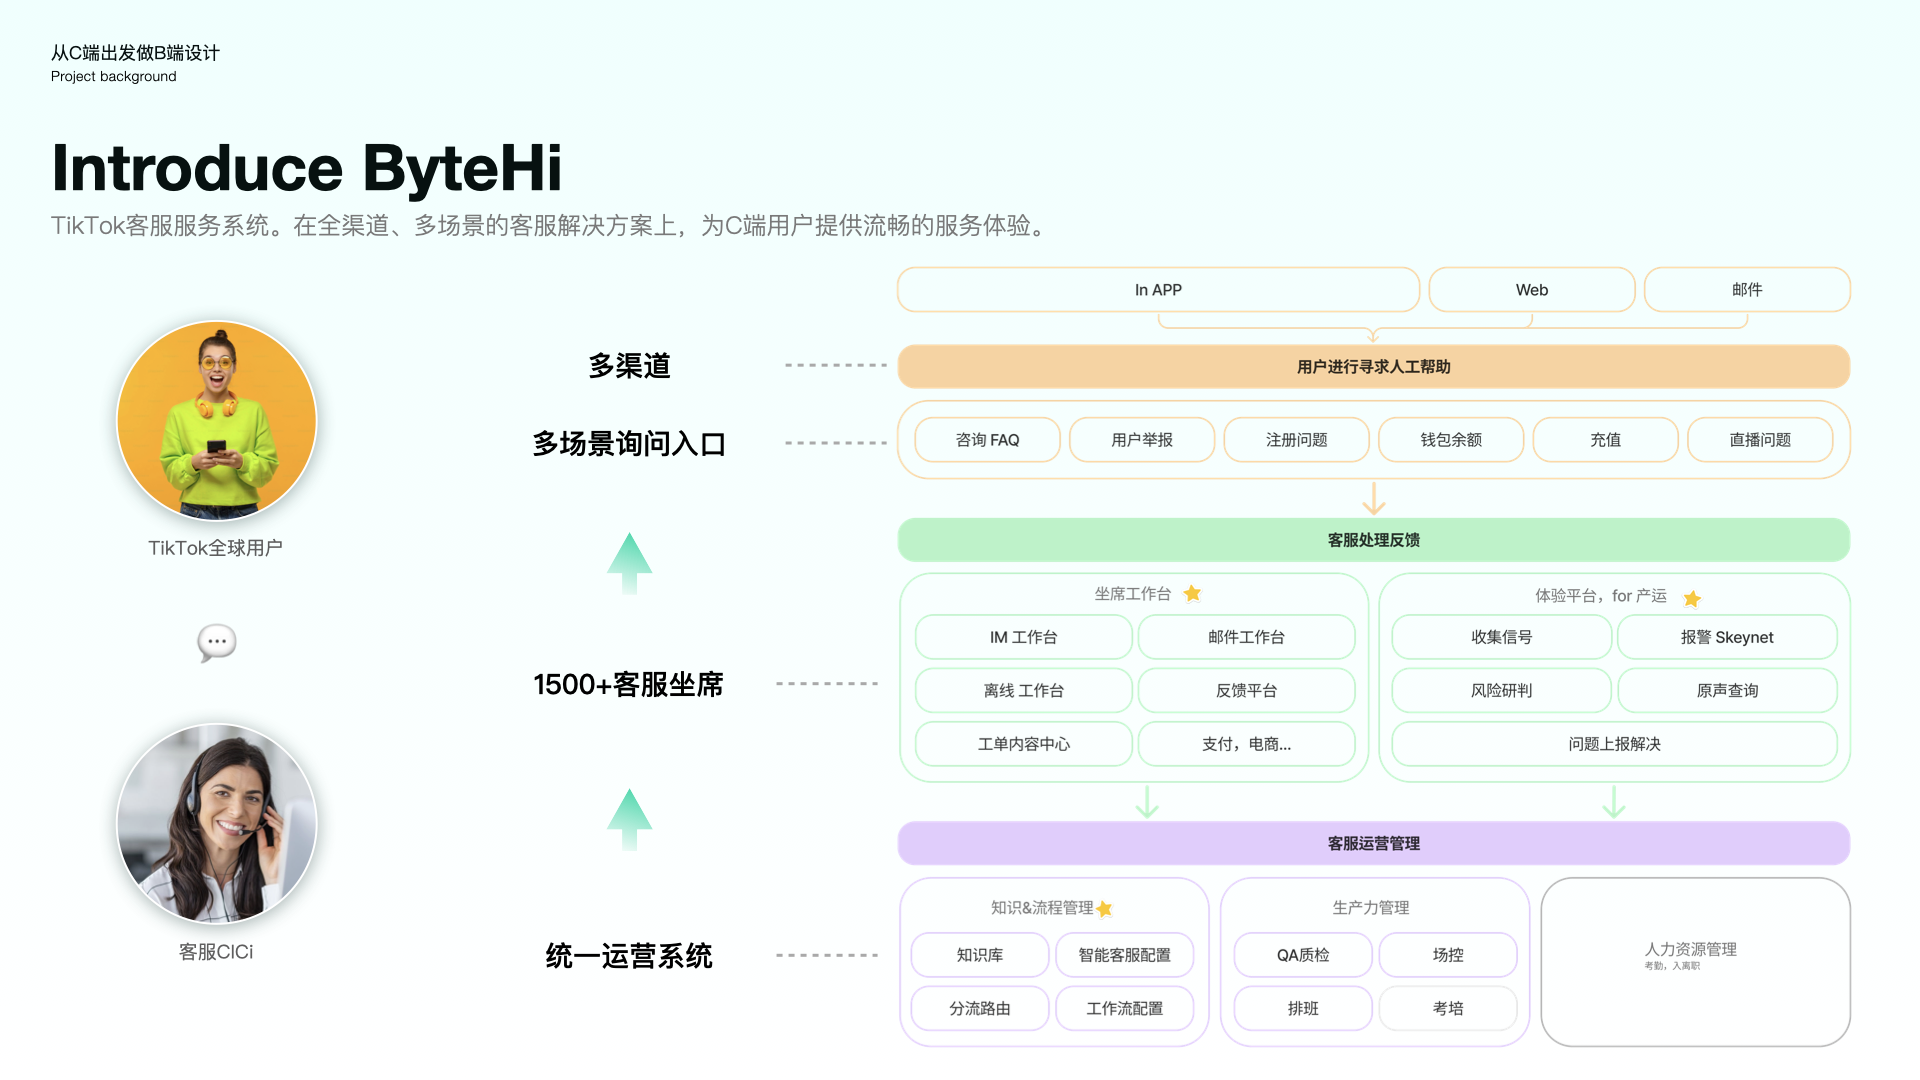 从C端出发做B端设计
Project background
Introduce ByteHi
TikTok客服服务系统。在全渠道、多场景的客服解决方案上，为C端用户提供流畅的服务体验。
In APP
Web
邮件
多渠道
用户进行寻求人工帮助
多场景询问入口
咨询 FAQ
用户举报
注册问题
钱包余额
充值
直播问题
TikTok全球用户
客服处理反馈
坐席工作台
体验平台，for 产运
IM 工作台
邮件工作台
收集信号
报警 Skeynet
1500+客服坐席
离线 工作台
反馈平台
风险研判
原声查询
工单内容中心
支付，电商...
问题上报解决
客服CICi
客服运营管理
统一运营系统
知识&流程管理
生产力管理
知识库
智能客服配置
QA质检
场控
人力资源管理
考勤，入离职
分流路由
工作流配置
排班
考培